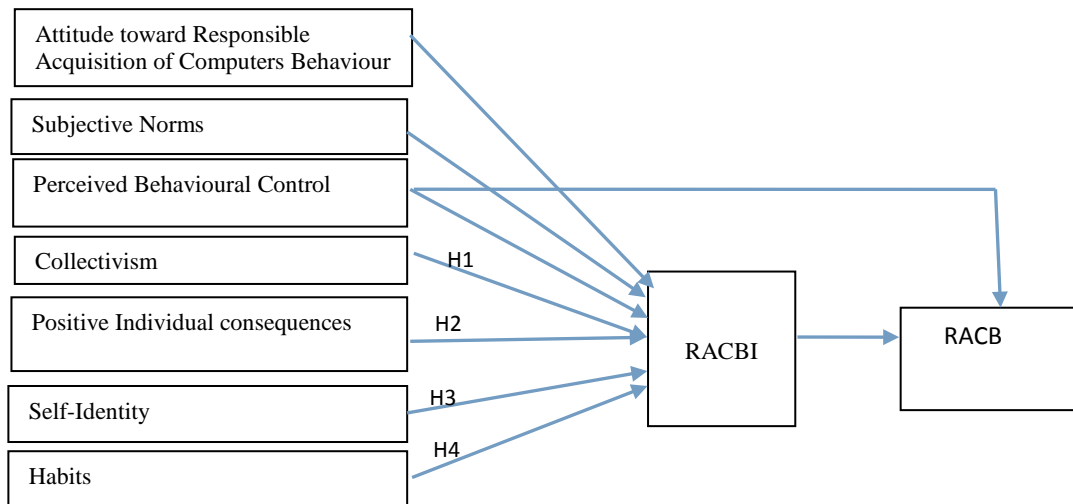 Attitude toward Responsible
Acquisition of Computers Behaviour
Subjective Norms
Perceived Behavioural Control
Collectivism
H1
Positive Individual consequences
H2
RACBI
RACB
Self-Identity
H3
Habits
H4